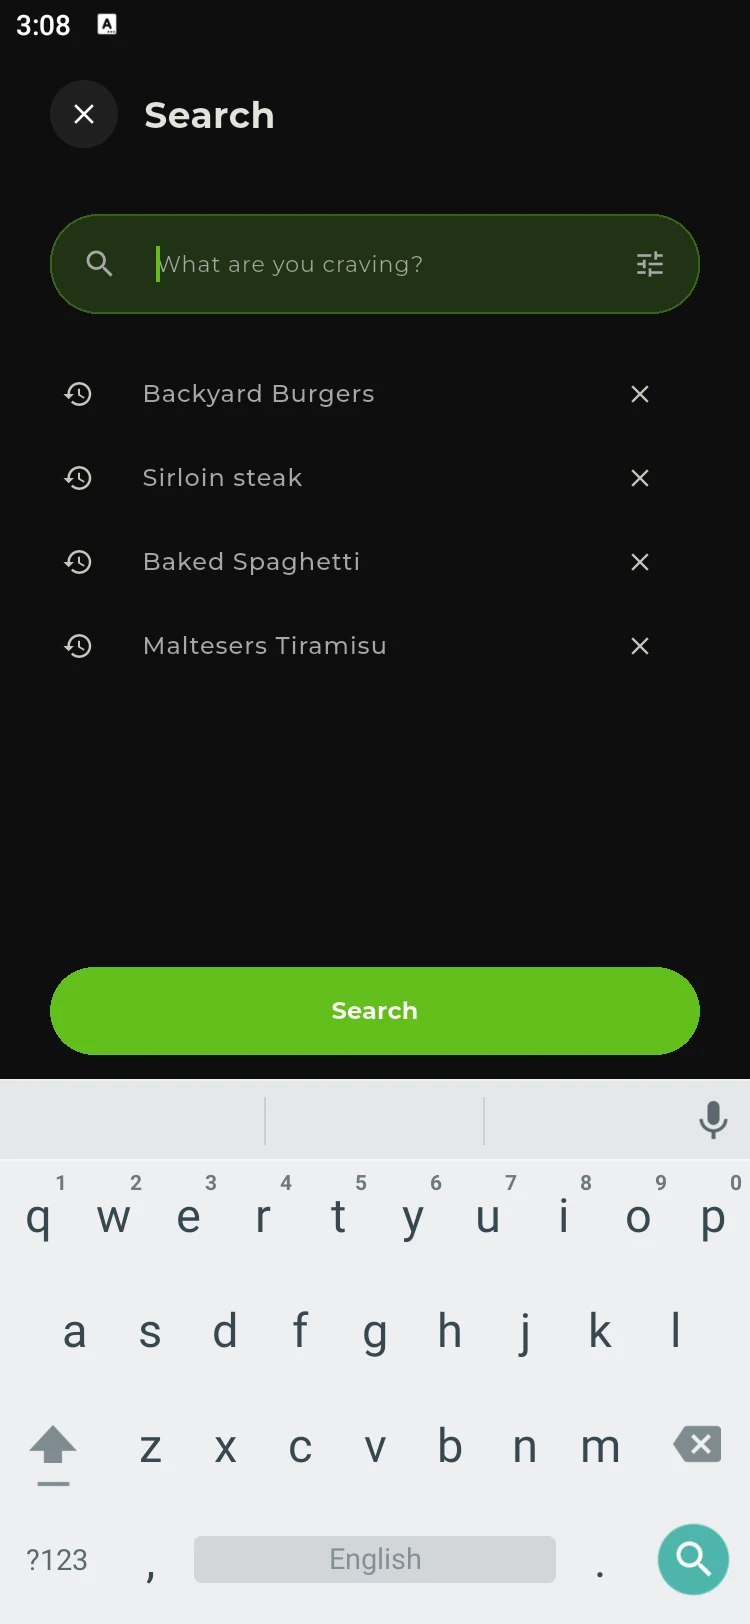 3:08
Search
What are you craving?
Backyard Burgers
Sirloin steak
Baked Spaghetti
Maltesers Tiramisu
Search
1 2 3 4 5 6 7 8 9 0
q w e r t y u i o p
a s d f g h j k l
z x c v b n m
?123 , English .